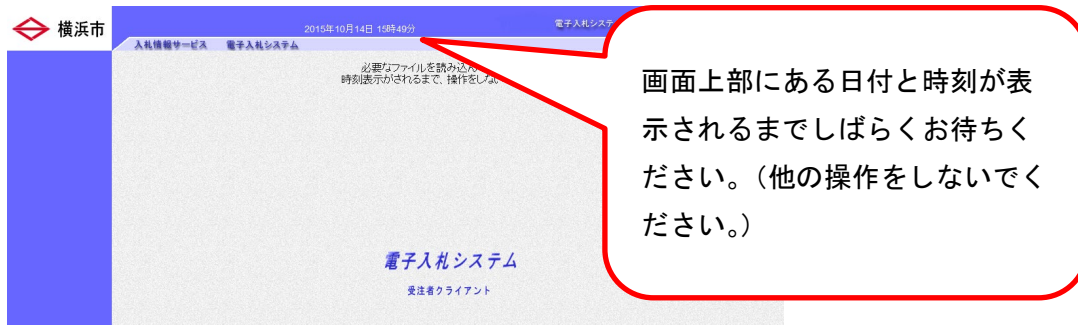 横浜市
2015年10月14日 15時49分
電子入札システ
入札情報サービス 電子入札システム
必要なファイルを読み込ん
時刻表示がされるまで、操作をしない
画面上部にある日付と時刻が表
示されるまでしばらくお待ちく
ださい。（他の操作をしないでく
ださい。）
電子入札システム
受注者クライアント